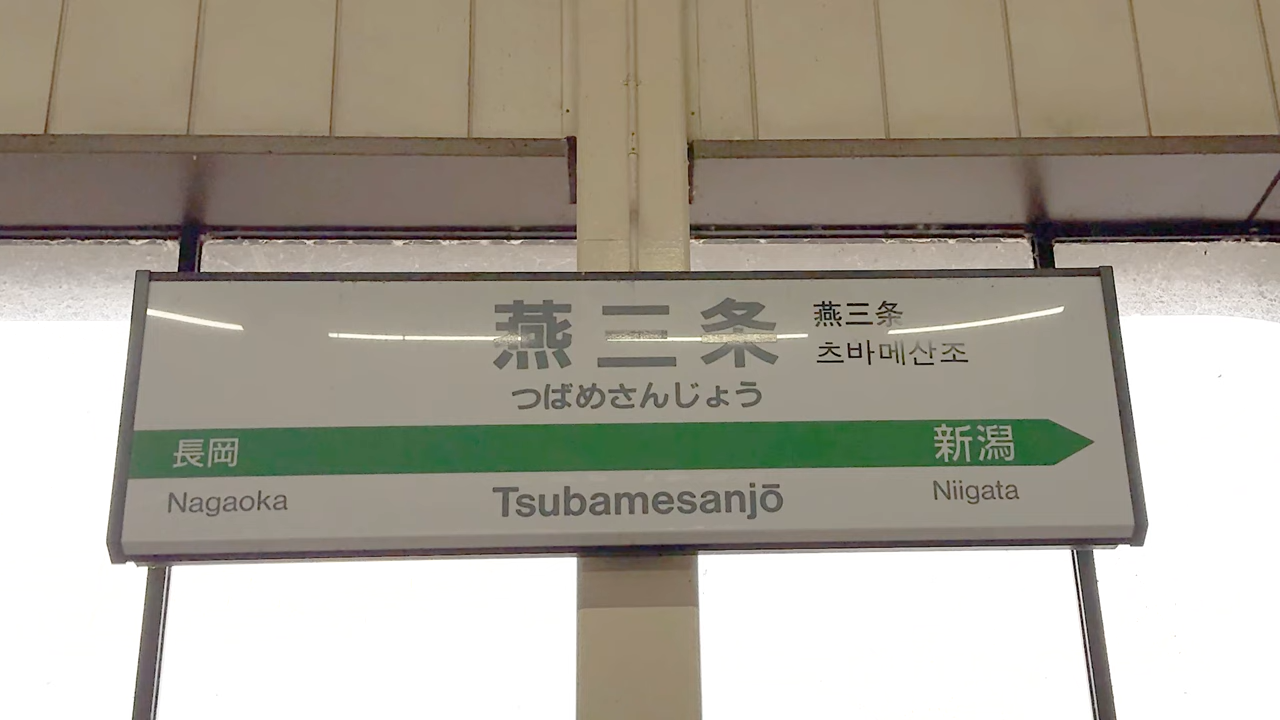 燕三条
燕三条
츠바메산조
つばめさんじょう
長岡
新潟
Nagaoka
Tsubamesanjō
Niigata